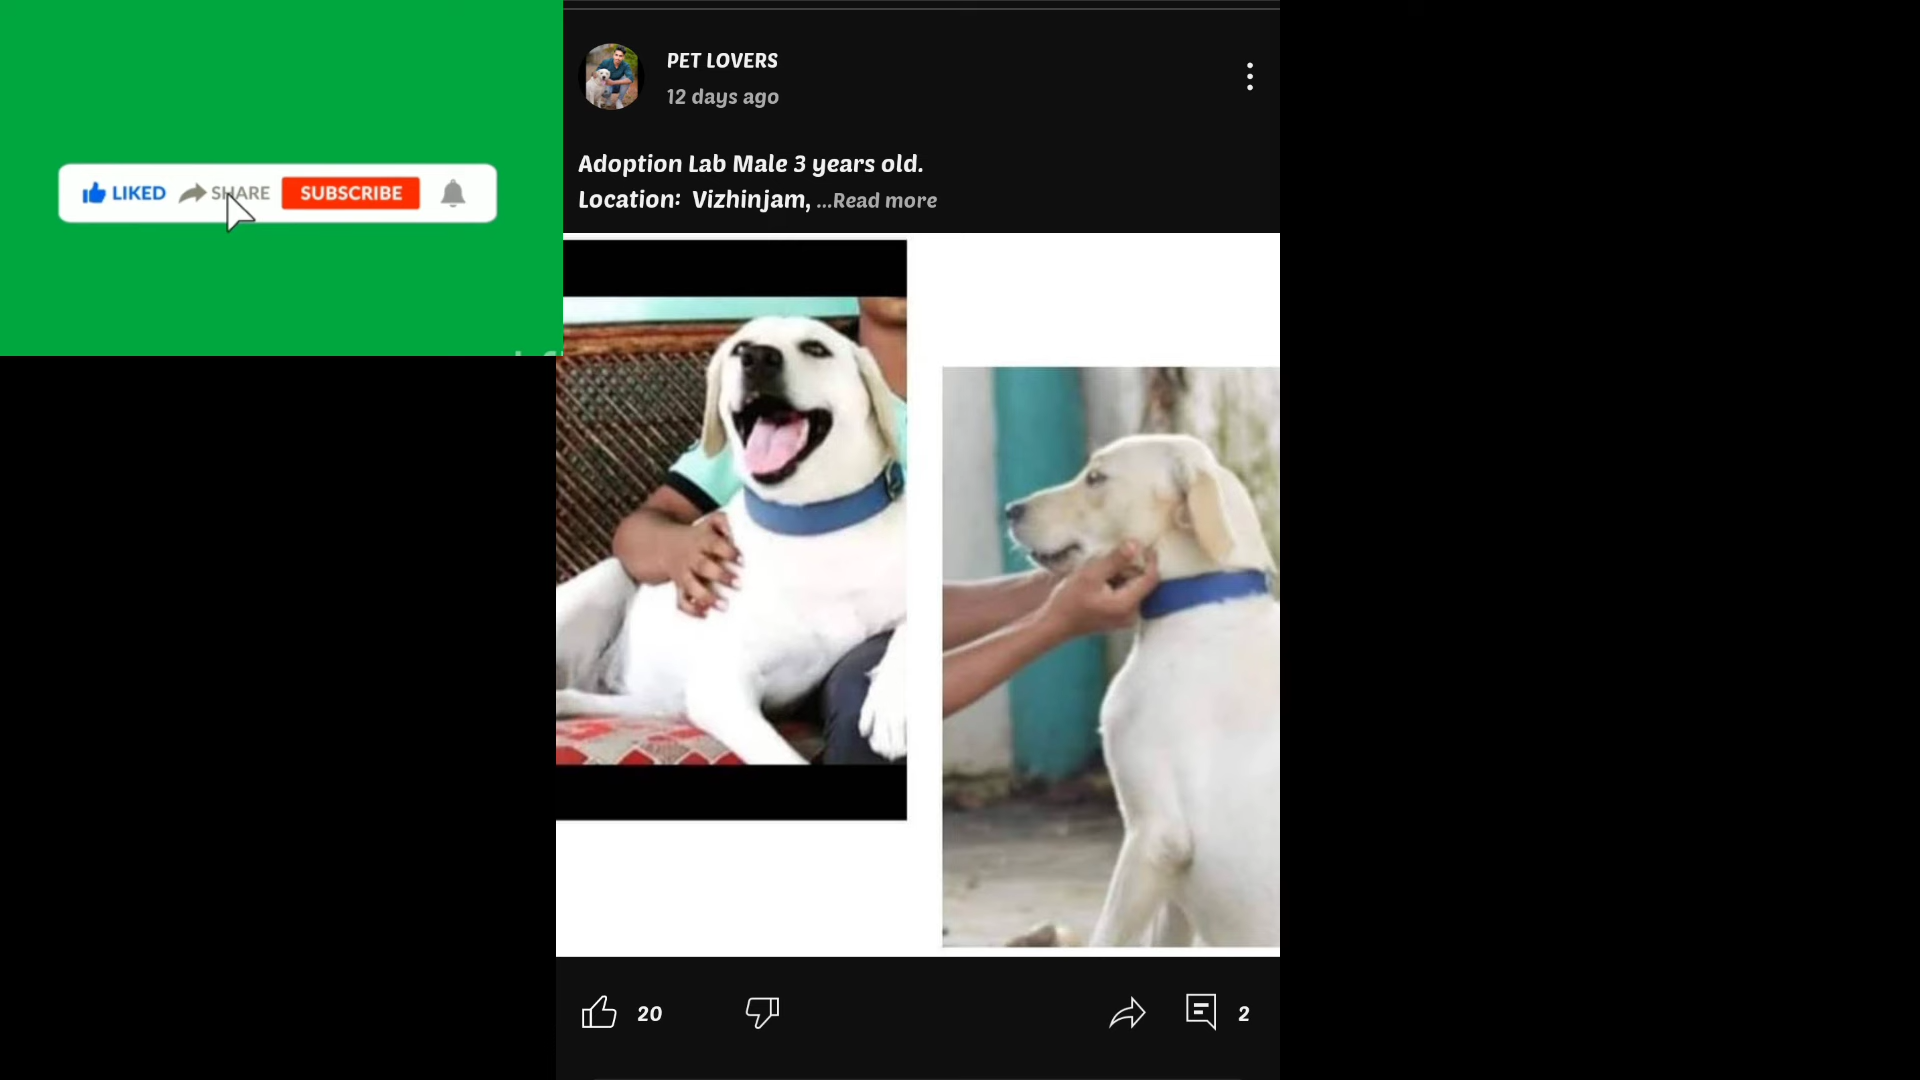 LIKED SHARE SUBSCRIBE
PET LOVERS
12 days ago
Adoption Lab Male 3 years old.
Location: Vizhinjam, ...Read more
20
2